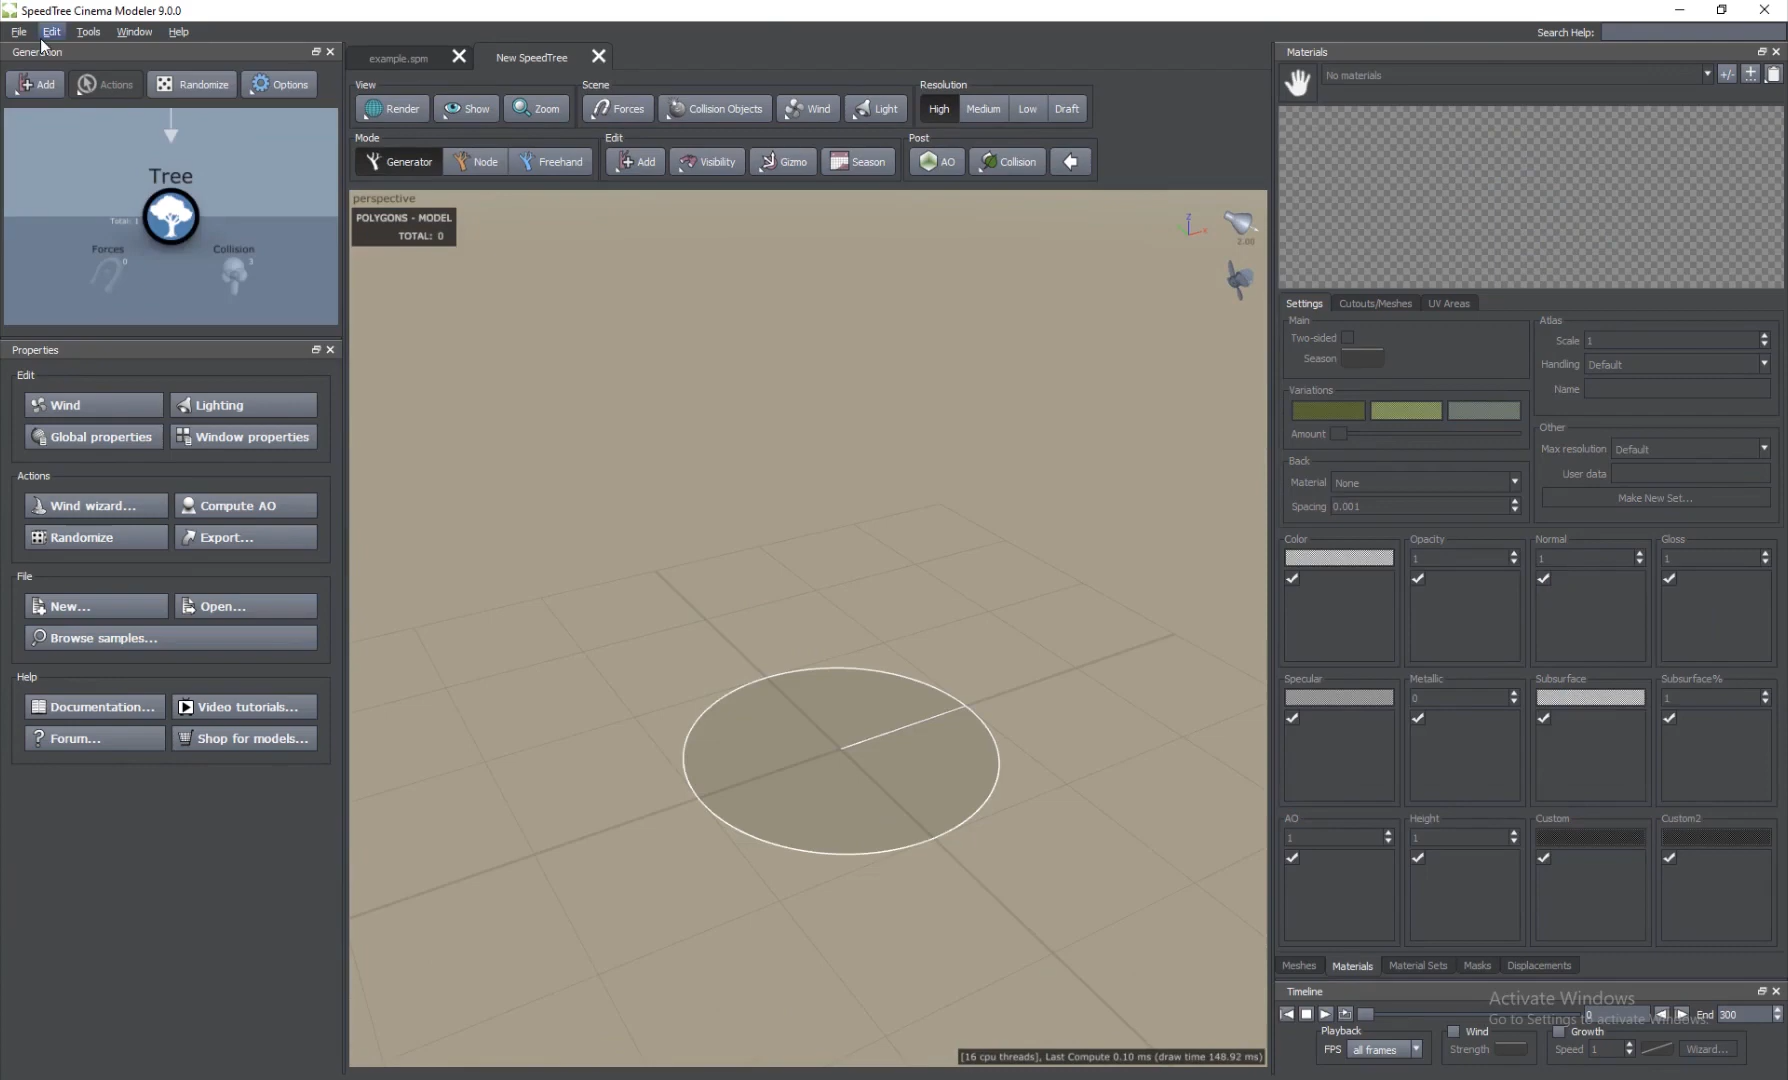 SpeedTree Cinema Modeler 9.0.0
File Edit Tools Window Help Search Help:
Generation
Add Actions Randomize Options
Tree
Total: 1
Forces 0 Collision 3
Properties
Edit
Wind Lighting
Global properties Window properties
Actions
Wind wizard... Compute AO
Randomize Export...
File
New... Open...
Browse samples...
Help
Documentation... Video tutorials...
Forum... Shop for models...
example.spm New SpeedTree
View Scene Resolution
Render Show Zoom Forces Collision Objects Wind Light High Medium Low Draft
Mode Edit Post
Generator Node Freehand Add Visibility Gizmo Season AO Collision
perspective
POLYGONS - MODEL
TOTAL: 0
z
x
2.00
[16 cpu threads], Last Compute 0.10 ms (draw time 148.92 ms)
Materials
No materials +/-
Settings Cutouts/Meshes UV Areas
Main
Two-sided
Season
Variations
Amount
Back
Material None
Spacing 0.001
Atlas
Scale 1
Handling Default
Name
Other
Max resolution Default
User data
Make New Set...
Color Opacity Normal Gloss
1 1 1
Specular Metallic Subsurface Subsurface%
0 1
AO Height Custom Custom2
1 1
Meshes Materials Material Sets Masks Displacements
Timeline
Activate Windows
Go to Settings to activate Windows.
0 End 300
Playback Wind Growth
FPS all frames Strength Speed 1 Wizard...